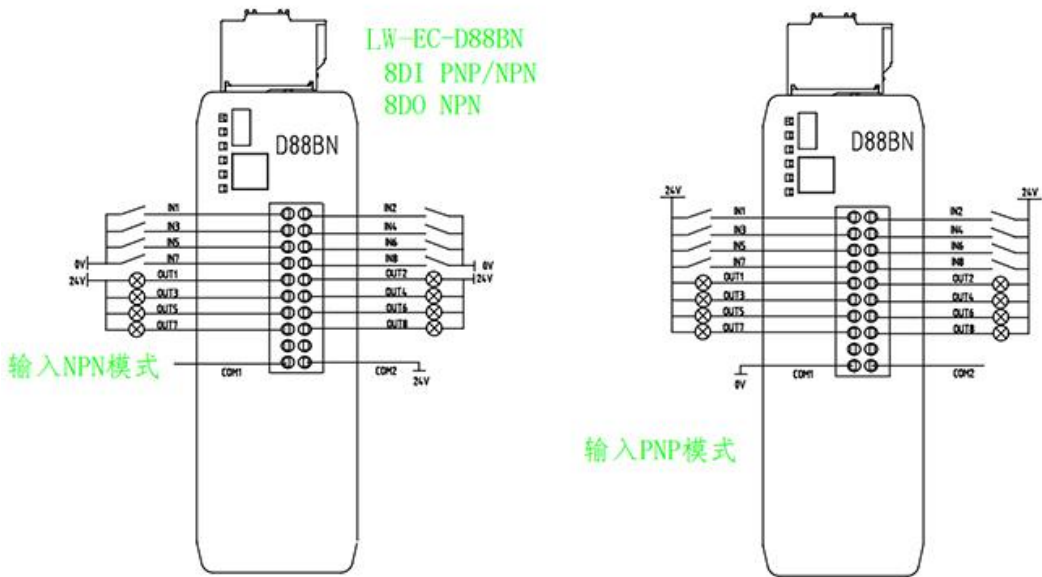 LW-EC-D88BN
8DI PNP/NPN
8DO NPN
D88BN
IN1 IN2
IN3 IN4
IN5 IN6
0V IN7 IN8 0V
24V OUT1 OUT2 24V
OUT3 OUT4
OUT5 OUT6
OUT7 OUT8
输入NPN模式
COM1 COM2
24V
D88BN
24V 24V
IN1 IN2
IN3 IN4
IN5 IN6
IN7 IN8
OUT1 OUT2
OUT3 OUT4
OUT5 OUT6
OUT7 OUT8
COM1 COM2
0V
输入PNP模式